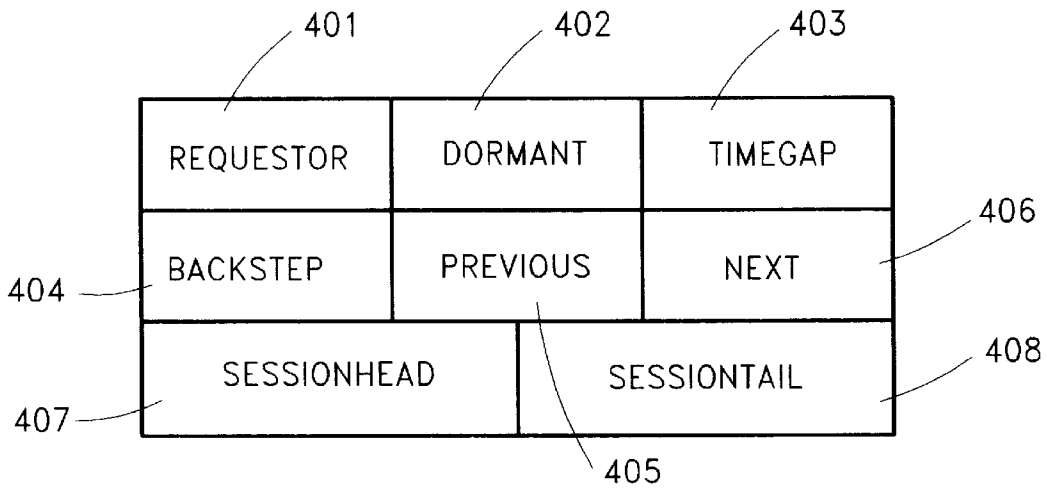 401 402 403
REQUESTOR DORMANT TIMEGAP
406
BACKSTEP PREVIOUS NEXT
404
SESSIONHEAD SESSIONTAIL 408
407
405